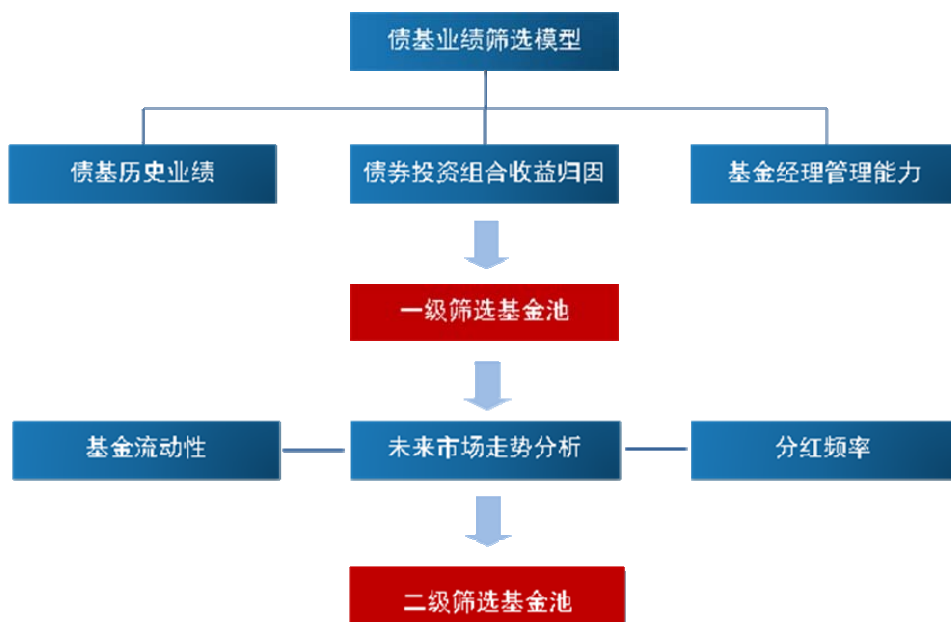 债基业绩筛选模型
债基历史业绩
债券投资组合收益归因
基金经理管理能力
一级筛选基金池
基金流动性
未来市场走势分析
分红频率
二级筛选基金池